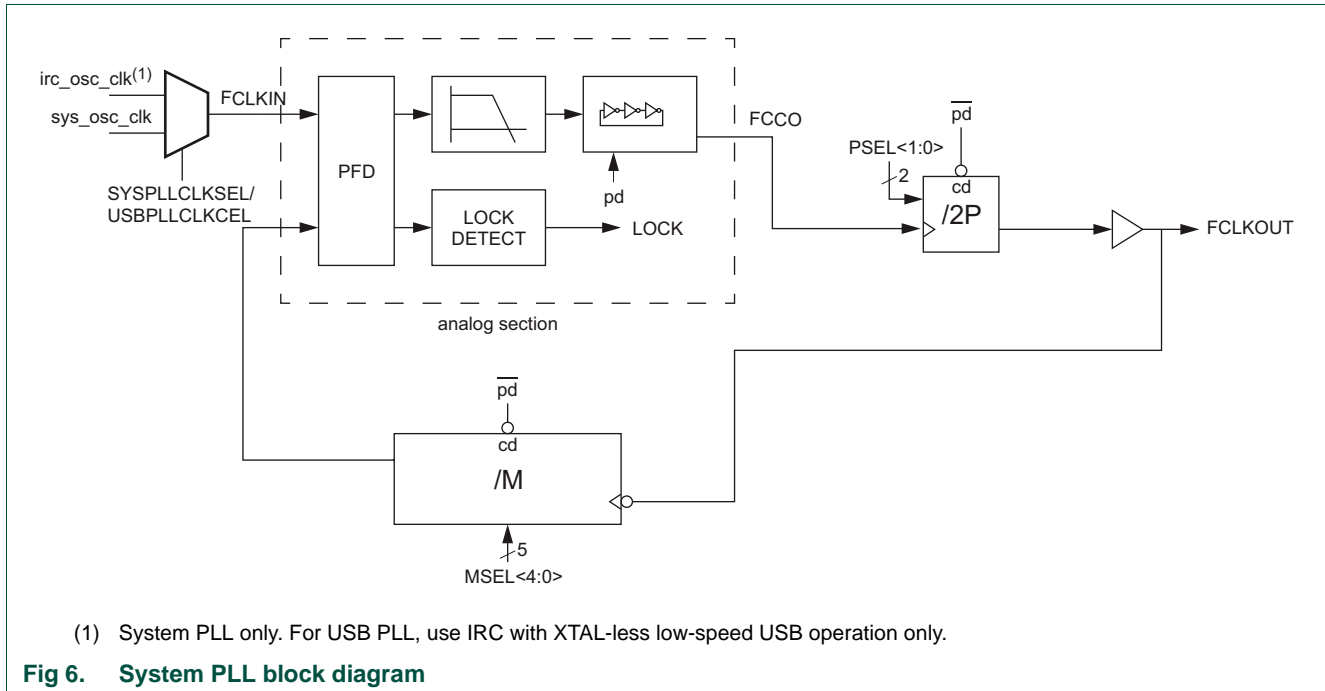 irc_osc_clk(1)
sys_osc_clk
FCLKIN
SYSPLLCLKSEL/
USBPLLCLKCEL
PFD
LOCK
DETECT
LOCK
pd
analog section
FCCO
PSEL<1:0>
2
pd
cd
/2P
FCLKOUT
pd
cd
/M
5
MSEL<4:0>
(1) System PLL only. For USB PLL, use IRC with XTAL-less low-speed USB operation only.
Fig 6. System PLL block diagram